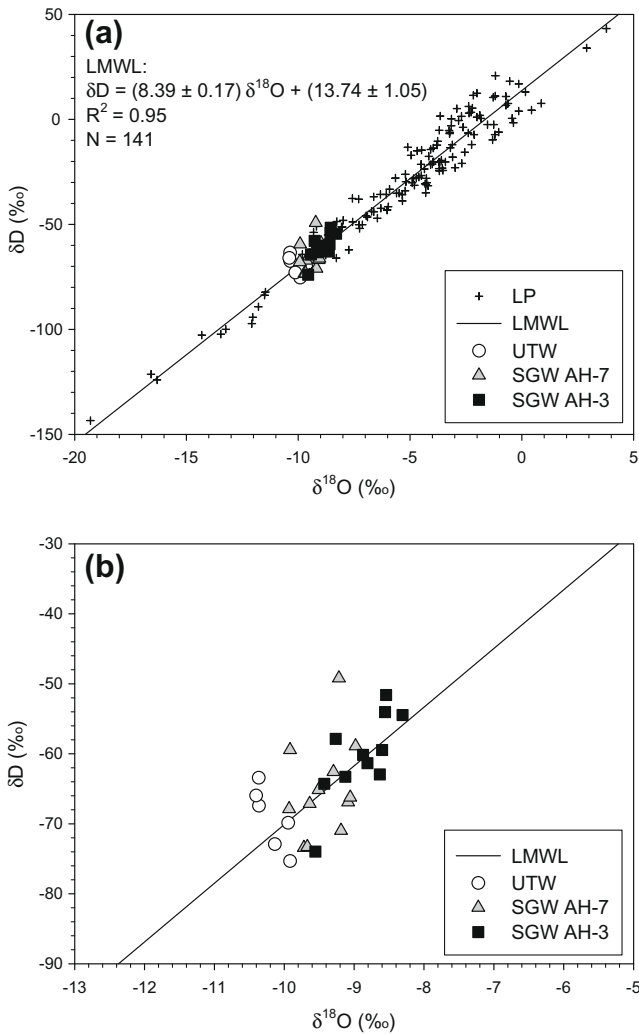 (a)
LMWL:
δD = (8.39 ± 0.17) δ¹⁸O + (13.74 ± 1.05)
R² = 0.95
N = 141
50
0
-50
-100
-150
δD (‰)
LP
LMWL
UTW
SGW AH-7
SGW AH-3
-20 -15 -10 -5 0 5
δ¹⁸O (‰)
(b)
-30
-40
-50
-60
-70
-80
-90
δD (‰)
LMWL
UTW
SGW AH-7
SGW AH-3
-13 -12 -11 -10 -9 -8 -7 -6 -5
δ¹⁸O (‰)